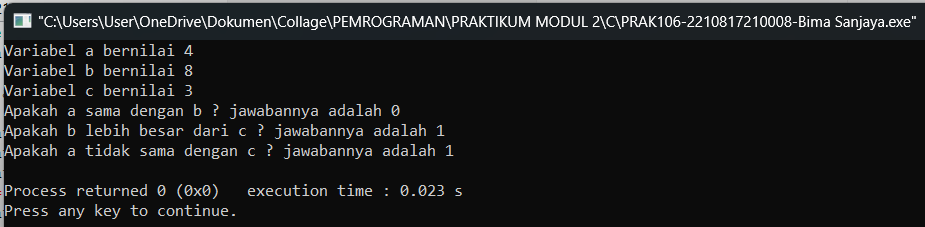 "C:\Users\User\OneDrive\Dokumen\Collage\PEMROGRAMAN\PRAKTIKUM MODUL 2\C\PRAK106-2210817210008-Bima Sanjaya.exe"
Variabel a bernilai 4
Variabel b bernilai 8
Variabel c bernilai 3
Apakah a sama dengan b ? jawabannya adalah 0
Apakah b lebih besar dari c ? jawabannya adalah 1
Apakah a tidak sama dengan c ? jawabannya adalah 1
Process returned 0 (0x0)   execution time : 0.023 s
Press any key to continue.